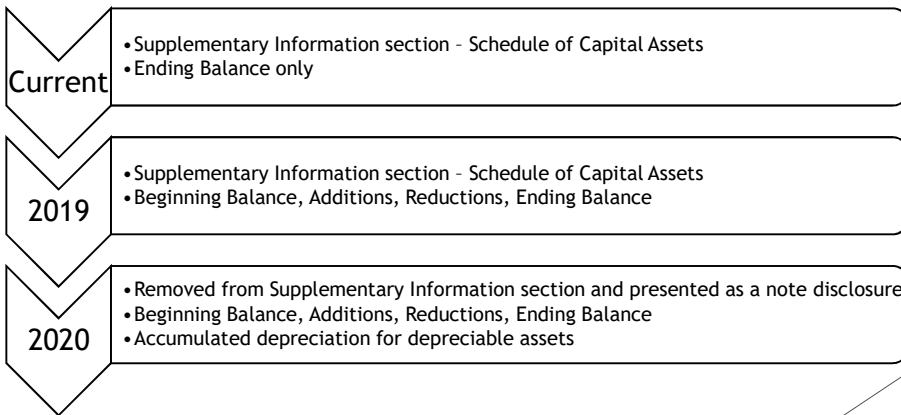 Current
•Supplementary Information section – Schedule of Capital Assets
•Ending Balance only
2019
•Supplementary Information section – Schedule of Capital Assets
•Beginning Balance, Additions, Reductions, Ending Balance
2020
•Removed from Supplementary Information section and presented as a note disclosure
•Beginning Balance, Additions, Reductions, Ending Balance
•Accumulated depreciation for depreciable assets